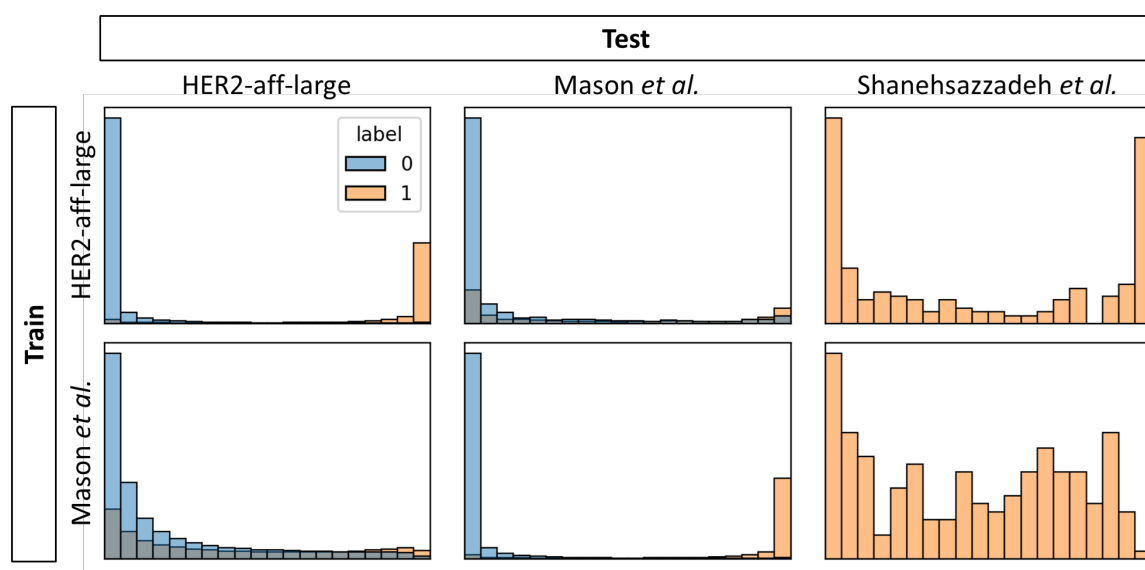 Test
HER2-aff-large
Mason et al.
Shanehsazzadeh et al.
Train
HER2-aff-large
label
0
1
Mason et al.